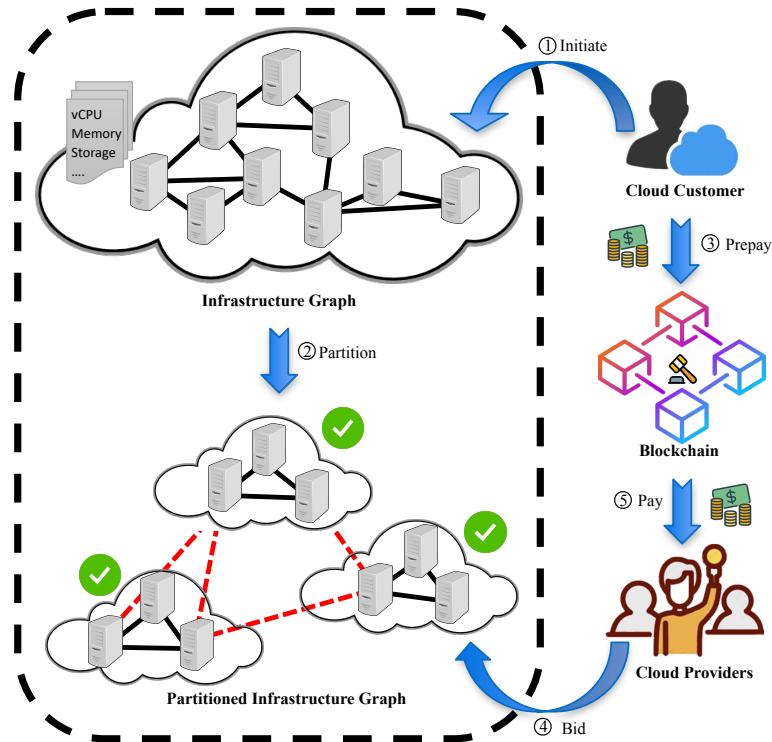 ① Initiate
vCPU
Memory
Storage
....
Cloud Customer
$
③ Prepay
Infrastructure Graph
② Partition
Blockchain
⑤ Pay
$
Cloud Providers
Partitioned Infrastructure Graph
④ Bid